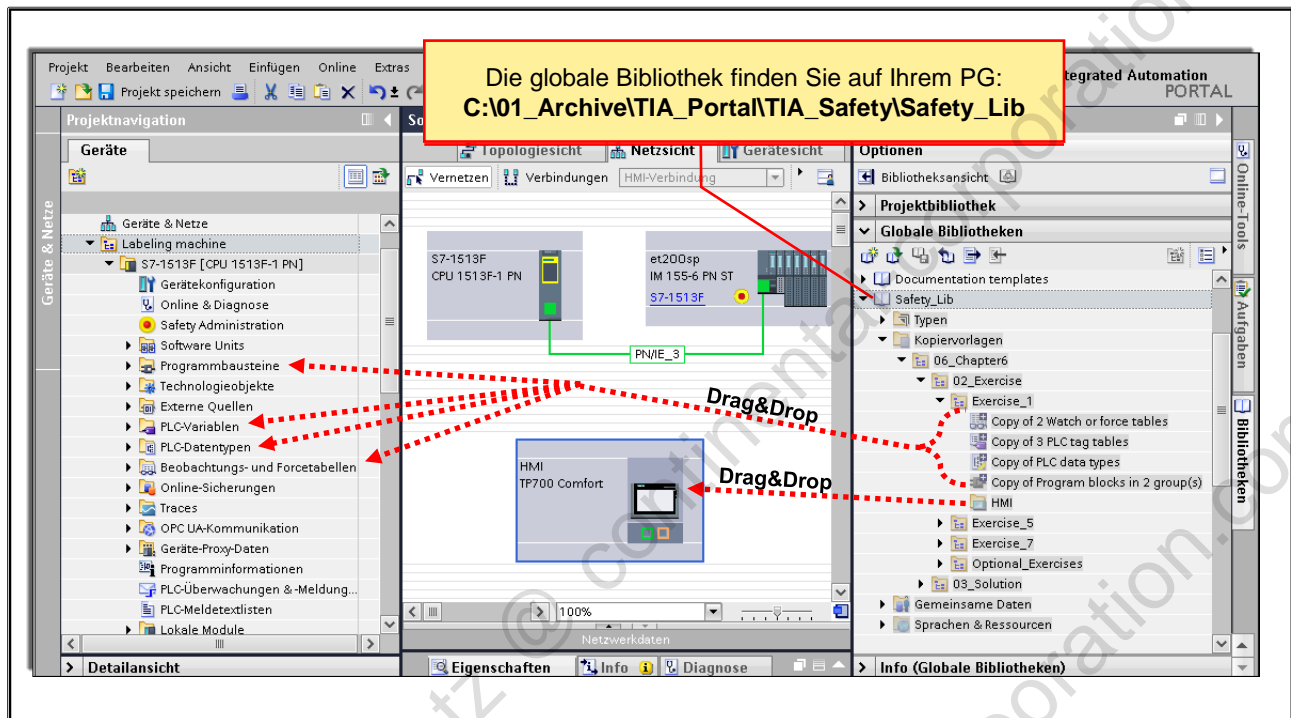 Die globale Bibliothek finden Sie auf Ihrem PG:
C:\01_Archive\TIA_Portal\TIA_Safety\Safety_Lib
Projekt Bearbeiten Ansicht Einfügen Online Extras
tegrated Automation
PORTAL
Projekt speichern
Projektnavigation
So
Geräte
Topologiesicht Netzsicht Gerätesicht
Optionen
Vernetzen Verbindungen HMI-Verbindung
Bibliotheksansicht
Projektbibliothek
Globale Bibliotheken
Geräte & Netze
Geräte & Netze
Labeling machine
S7-1513F [CPU 1513F-1 PN]
Gerätekonfiguration
Online & Diagnose
Safety Administration
Software Units
Programmbausteine
Technologieobjekte
Externe Quellen
PLC-Variablen
PLC-Datentypen
Beobachtungs- und Forcetabellen
Online-Sicherungen
Traces
OPC UA-Kommunikation
Geräte-Proxy-Daten
Programminformationen
PLC-Überwachungen & -Meldung...
PLC-Meldetextlisten
Lokale Module
Detailansicht
S7-1513F
CPU 1513F-1 PN
et200sp
IM 155-6 PN ST
S7-1513F
PN/IE_3
Drag&Drop
HMI
TP700 Comfort
Drag&Drop
100%
Netzwerkdaten
Eigenschaften Info Diagnose
Documentation templates
Safety_Lib
Typen
Kopiervorlagen
06_Chapter6
02_Exercise
Exercise_1
Copy of 2 Watch or force tables
Copy of 3 PLC tag tables
Copy of PLC data types
Copy of Program blocks in 2 group(s)
HMI
Exercise_5
Exercise_7
Optional_Exercises
03_Solution
Gemeinsame Daten
Sprachen & Ressourcen
Info (Globale Bibliotheken)
Online-Tools
Aufgaben
Bibliotheken
tz @ continental-corporation.co